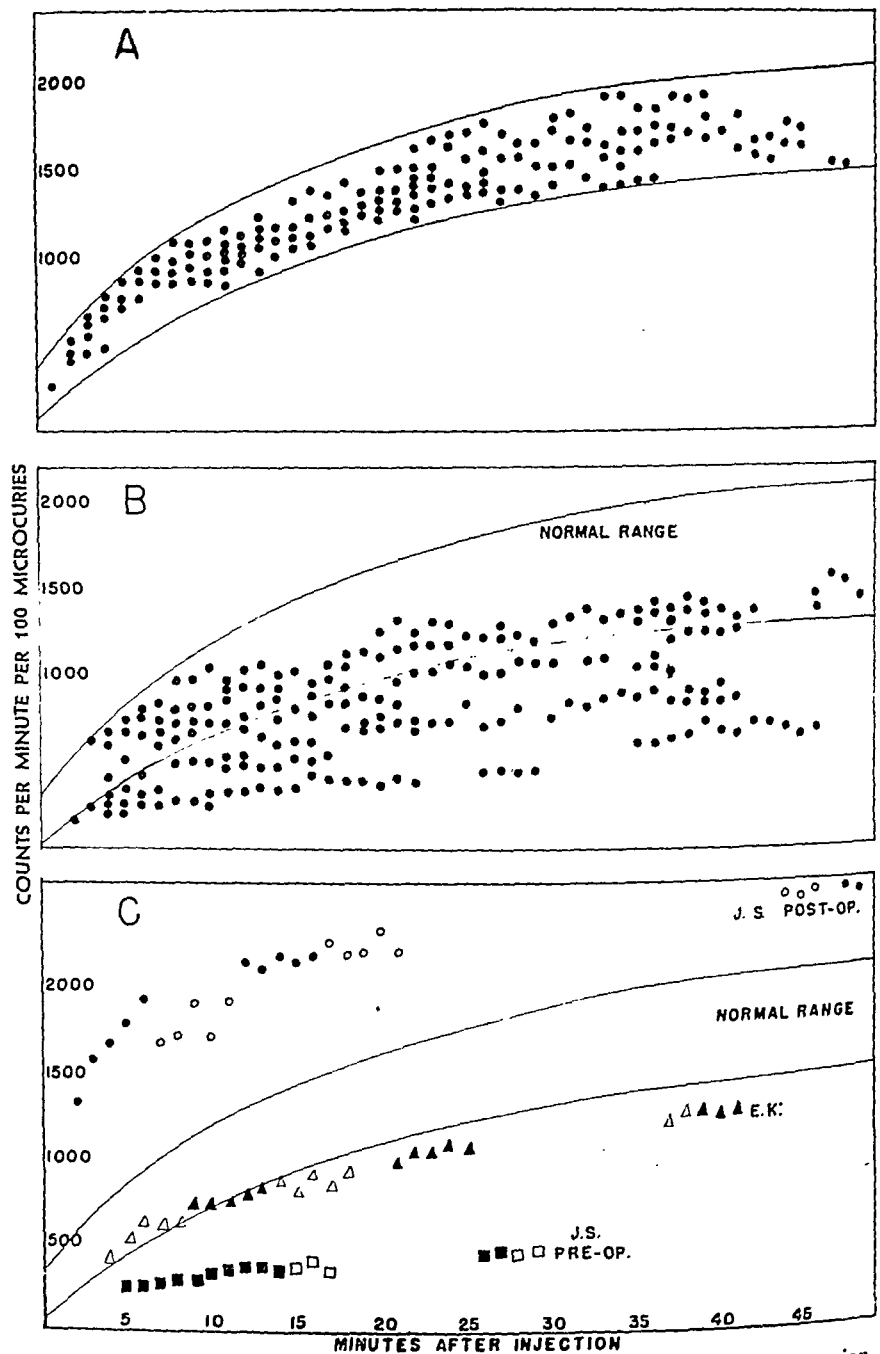 A
2000
1500
1000
COUNTS PER MINUTE PER 100 MICROCURIES
B
2000
NORMAL RANGE
1500
1000
C
J. S. POST-OP.
2000
NORMAL RANGE
1500
1000
E.K.
500
J.S.
PRE-OP.
5 10 15 20 25 30 35 40 45
MINUTES AFTER INJECTION